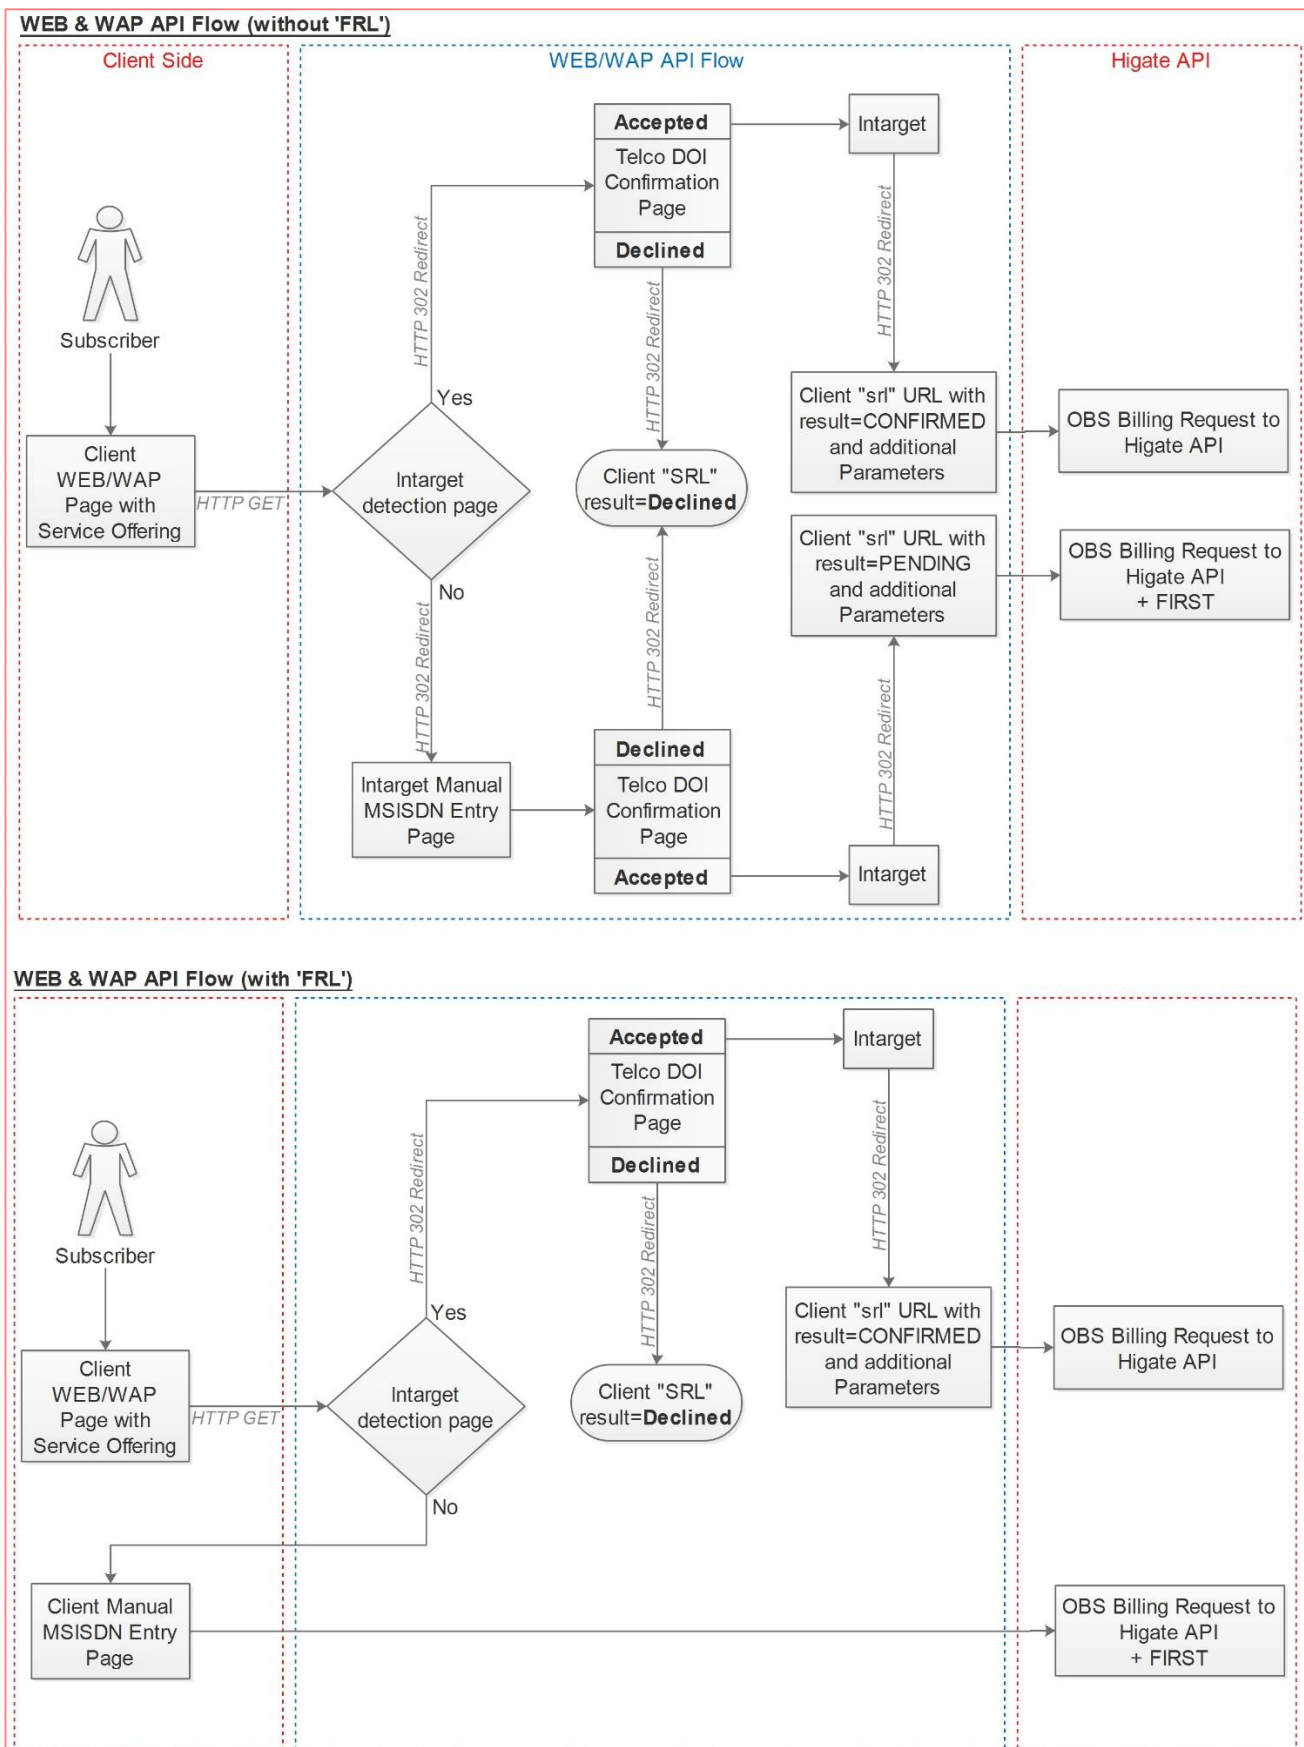 WEB & WAP API Flow (without 'FRL')
Client Side
WEB/WAP API Flow
Higate API
Accepted
Telco DOI
Confirmation
Page
Declined
Intarget
HTTP 302 Redirect
HTTP 302 Redirect
HTTP 302 Redirect
Subscriber
Client
WEB/WAP
Page with
Service Offering
HTTP GET
Yes
Intarget
detection page
No
Client "SRL"
result=Declined
Client "srl" URL with
result=CONFIRMED
and additional
Parameters
OBS Billing Request to
Higate API
Client "srl" URL with
result=PENDING
and additional
Parameters
OBS Billing Request to
Higate API
+ FIRST
HTTP 302 Redirect
HTTP 302 Redirect
HTTP 302 Redirect
Intarget Manual
MSISDN Entry
Page
Declined
Telco DOI
Confirmation
Page
Accepted
Intarget
WEB & WAP API Flow (with 'FRL')
Accepted
Telco DOI
Confirmation
Page
Declined
Intarget
HTTP 302 Redirect
HTTP 302 Redirect
HTTP 302 Redirect
Subscriber
Client
WEB/WAP
Page with
Service Offering
HTTP GET
Yes
Intarget
detection page
No
Client "SRL"
result=Declined
Client "srl" URL with
result=CONFIRMED
and additional
Parameters
OBS Billing Request to
Higate API
Client Manual
MSISDN Entry
Page
OBS Billing Request to
Higate API
+ FIRST